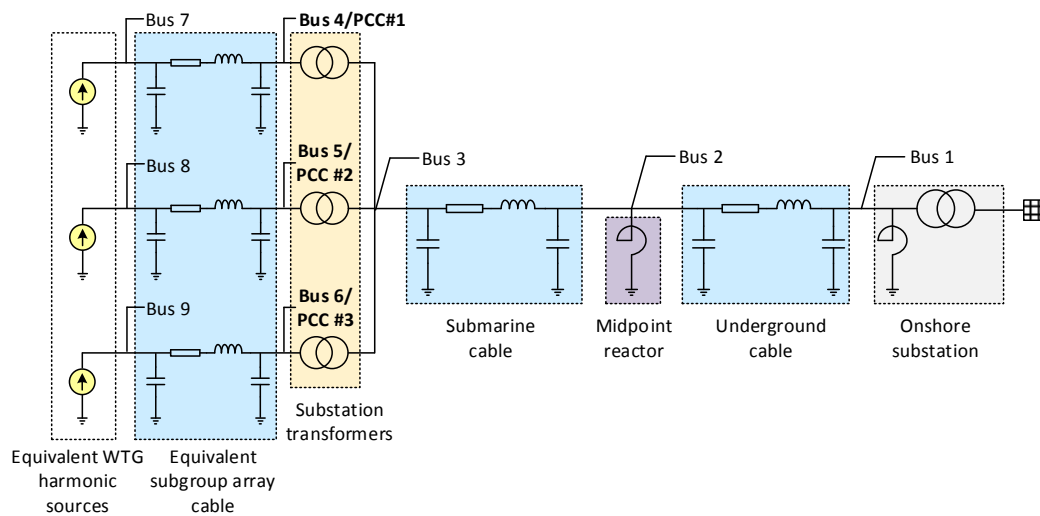 Bus 7
Bus 4/PCC#1
Bus 8
Bus 5/
PCC #2
Bus 3
Bus 2
Bus 1
Bus 9
Bus 6/
PCC #3
Submarine
cable
Midpoint
reactor
Underground
cable
Onshore
substation
Substation
transformers
Equivalent WTG
harmonic
sources
Equivalent
subgroup array
cable